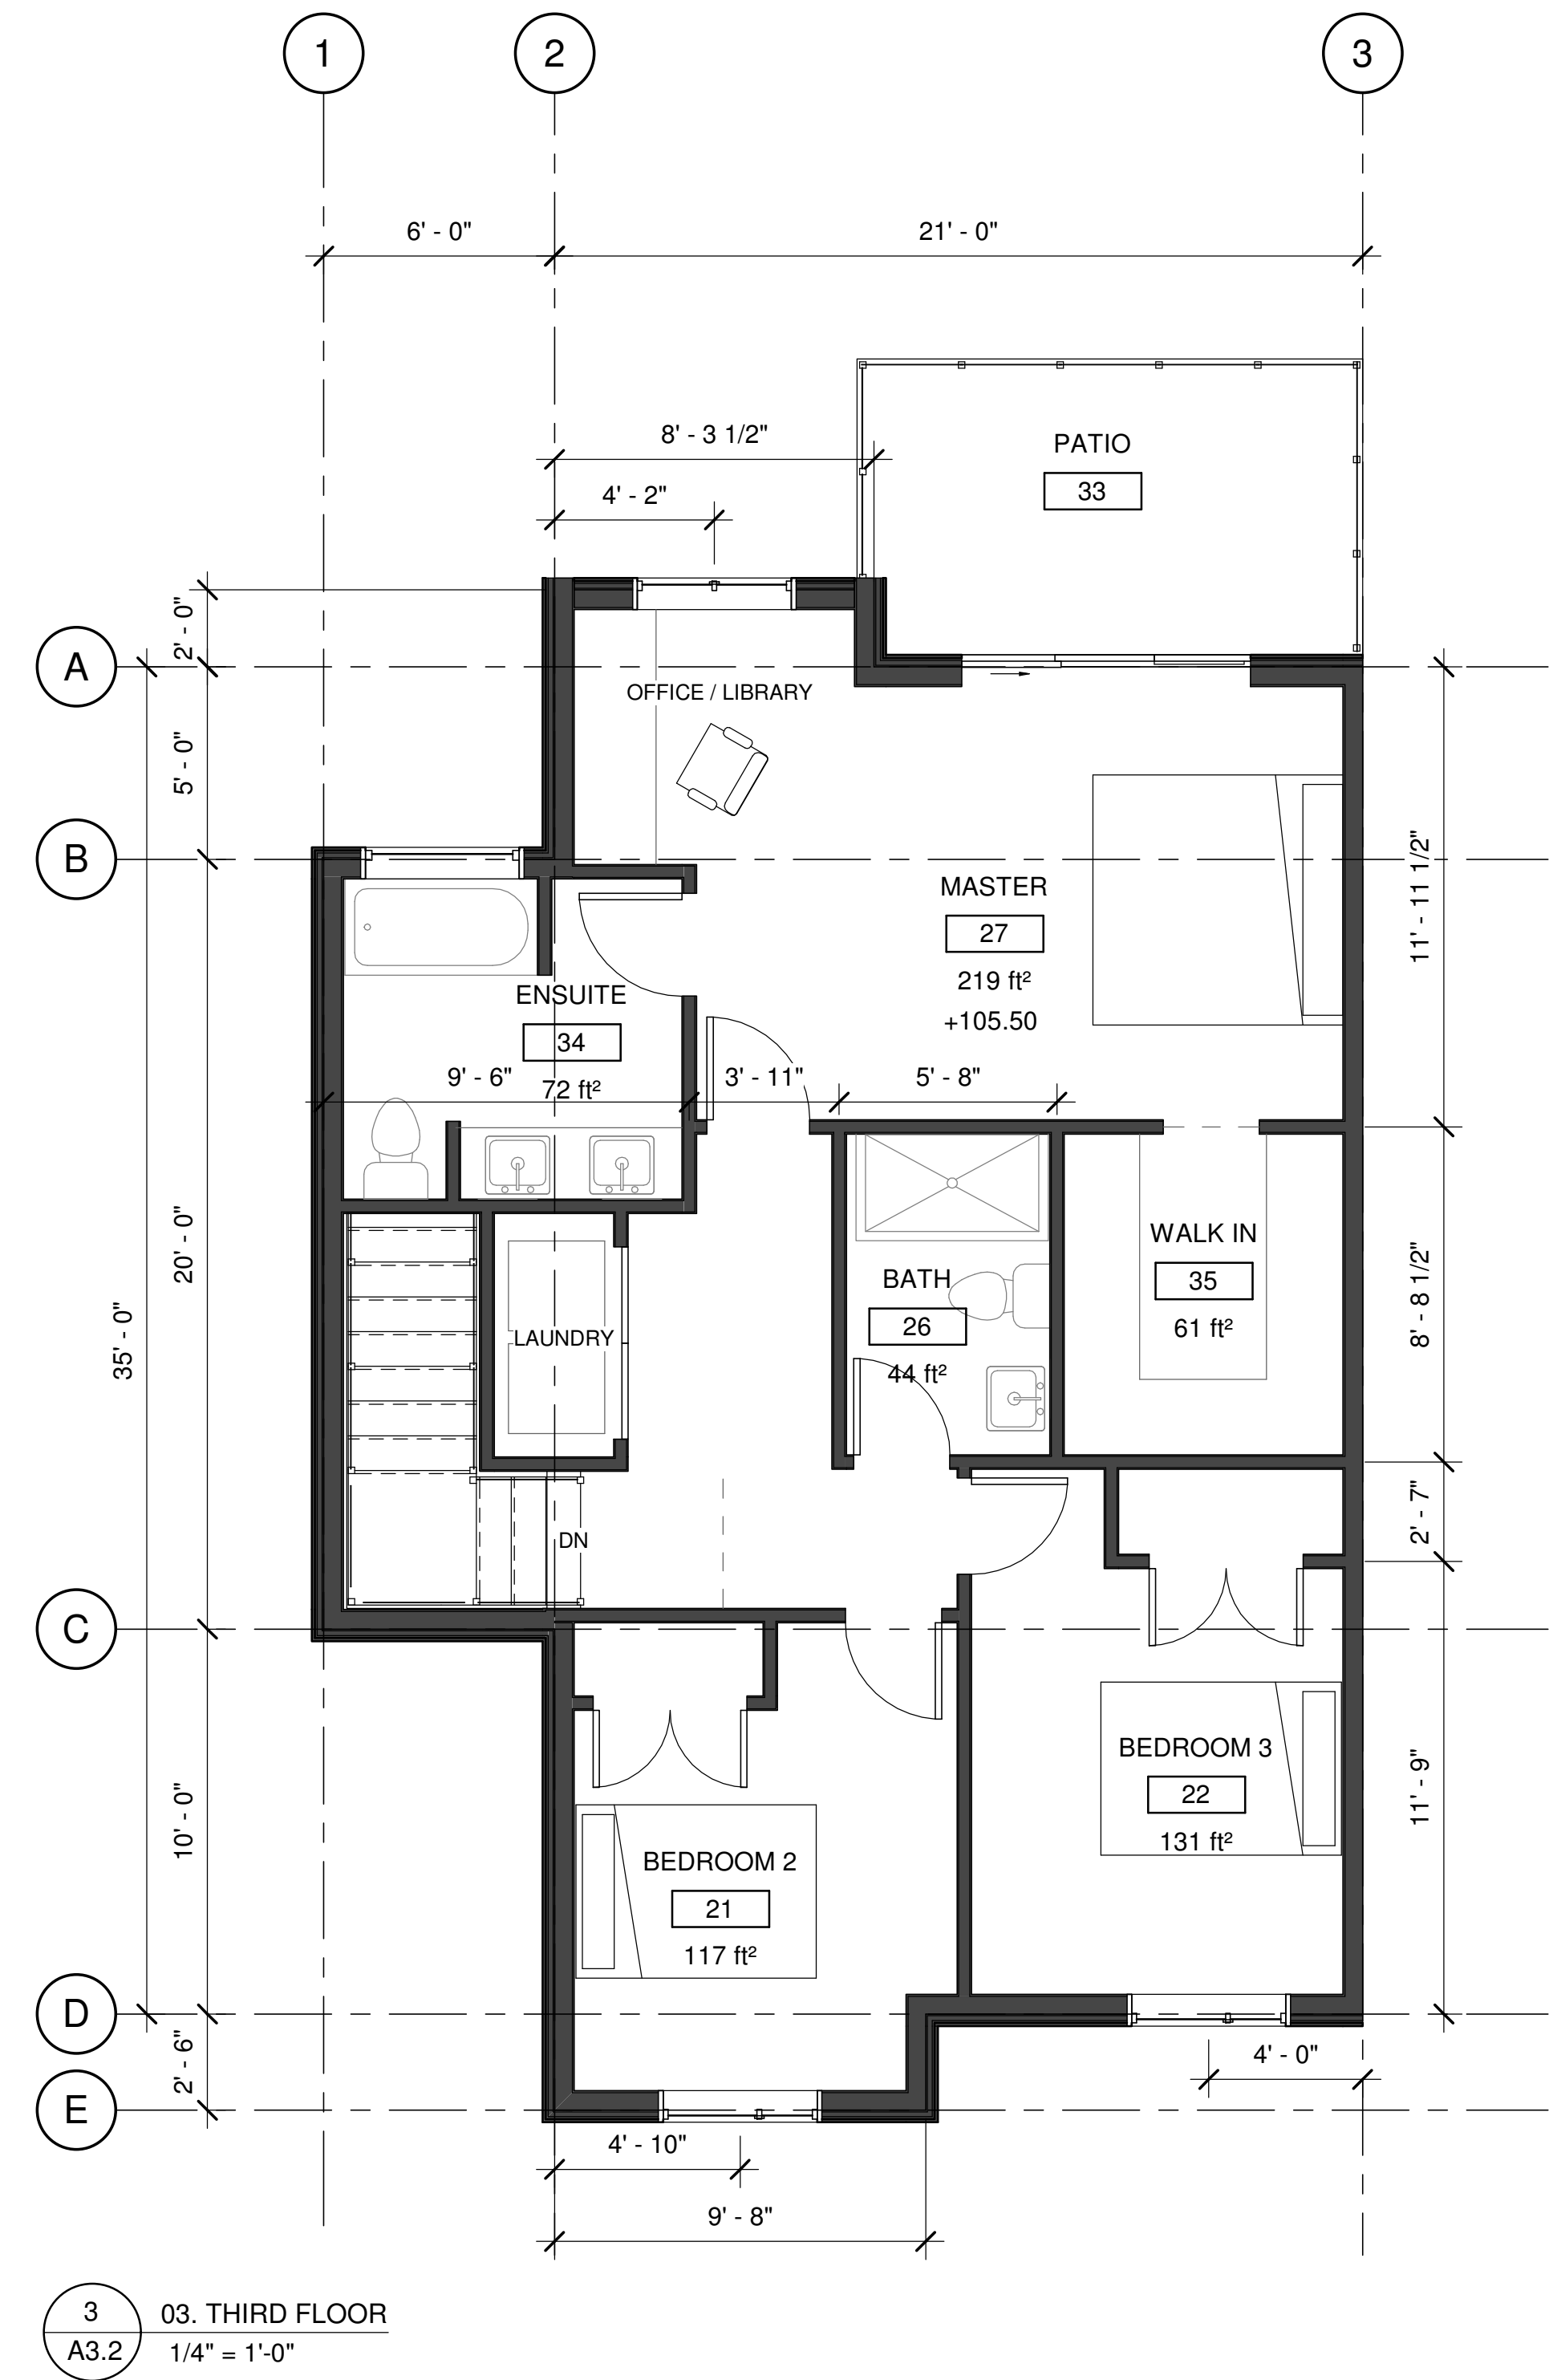 1
2
3
6' - 0"
21' - 0"
8' - 3 1/2"
4' - 2"
PATIO
33
2' - 0"
A
OFFICE / LIBRARY
5' - 0"
B
MASTER
27
219 ft²
+105.50
11' - 11 1/2"
ENSUITE
34
72 ft²
9' - 6"
3' - 11"
5' - 8"
20' - 0"
35' - 0"
WALK IN
35
61 ft²
8' - 8 1/2"
BATH
26
44 ft²
LAUNDRY
2' - 7"
DN
C
BEDROOM 3
22
131 ft²
11' - 9"
10' - 0"
BEDROOM 2
21
117 ft²
D
2' - 6"
4' - 0"
E
4' - 10"
9' - 8"
3
A3.2
03. THIRD FLOOR
1/4" = 1'-0"